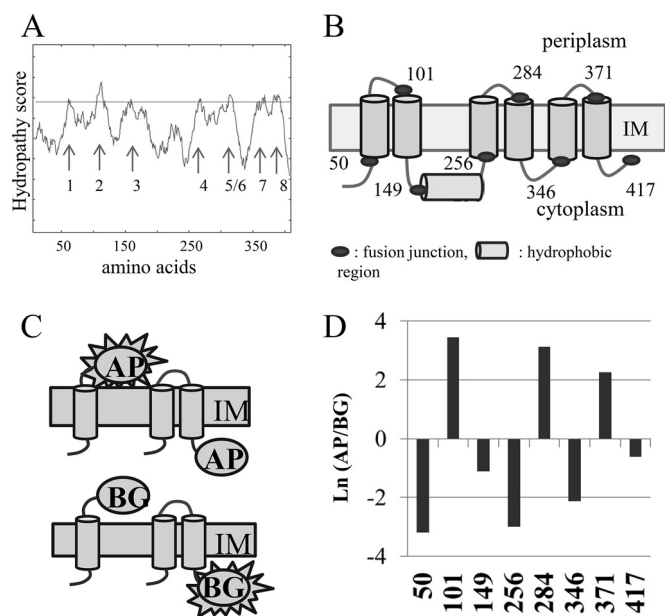 A
Hydropathy score
1 2 3 4 5/6 7 8
50 150 250 350
amino acids
B
periplasm
101 284 371
IM
50 256
149 346 417
cytoplasm
: fusion junction, : hydrophobic
region
C
AP
IM
AP
BG
IM
BG
D
Ln (AP/BG)
4
2
0
-2
-4
50 101 149 256 284 346 371 417